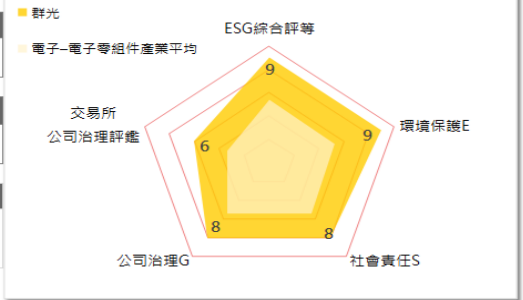 群光
電子–電子零組件產業平均
ESG綜合評等
9
交易所
公司治理評鑑
6
9
環境保護E
8
8
公司治理G
社會責任S